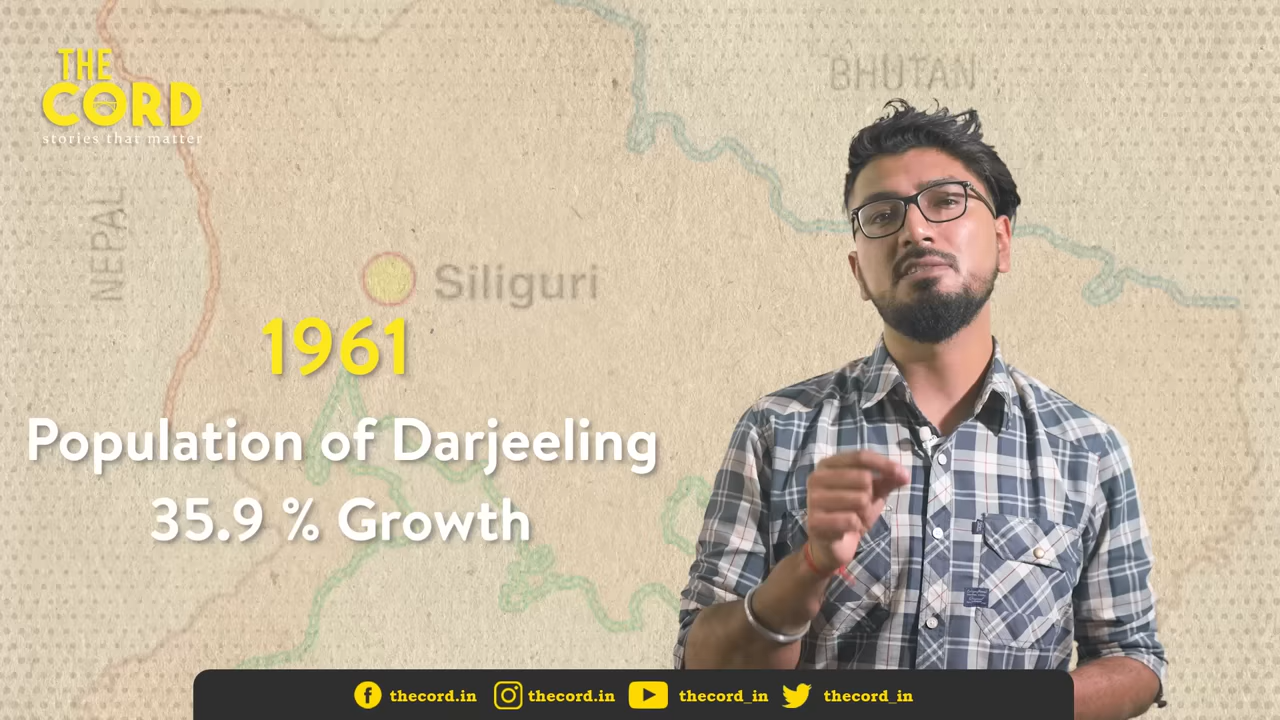 THE
CORD
stories that matter
BHUTAN
NEPAL
Siliguri
1961
Population of Darjeeling
35.9 % Growth
thecord.in
thecord.in
thecord_in
thecord_in